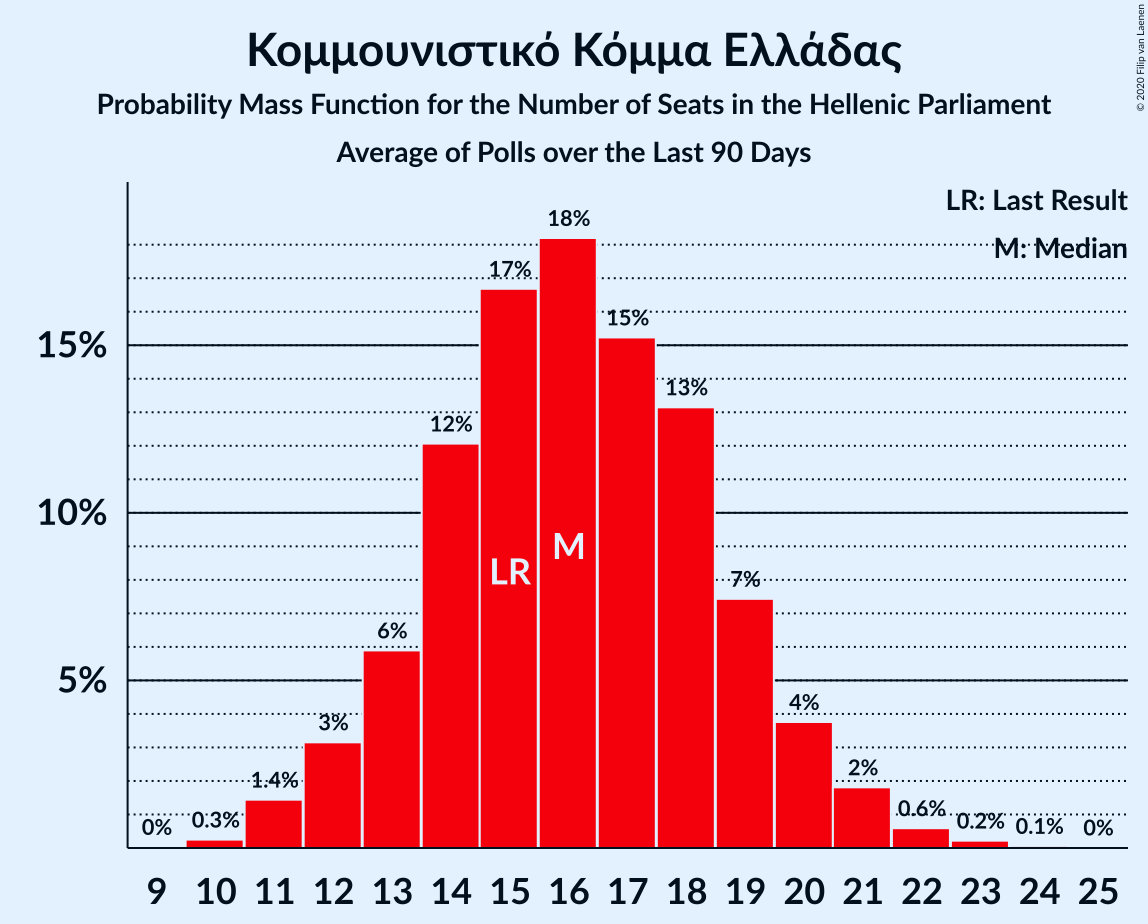 Κομμουνιστικό Κόμμα Ελλάδας
Probability Mass Function for the Number of Seats in the Hellenic Parliament
Average of Polls over the Last 90 Days
© 2020 Filip van Laenen
LR: Last Result
M: Median
15%
10%
5%
0%
0.3%
1.4%
3%
6%
12%
17%
18%
15%
13%
7%
4%
2%
0.6%
0.2%
0.1%
0%
LR
M
9 10 11 12 13 14 15 16 17 18 19 20 21 22 23 24 25